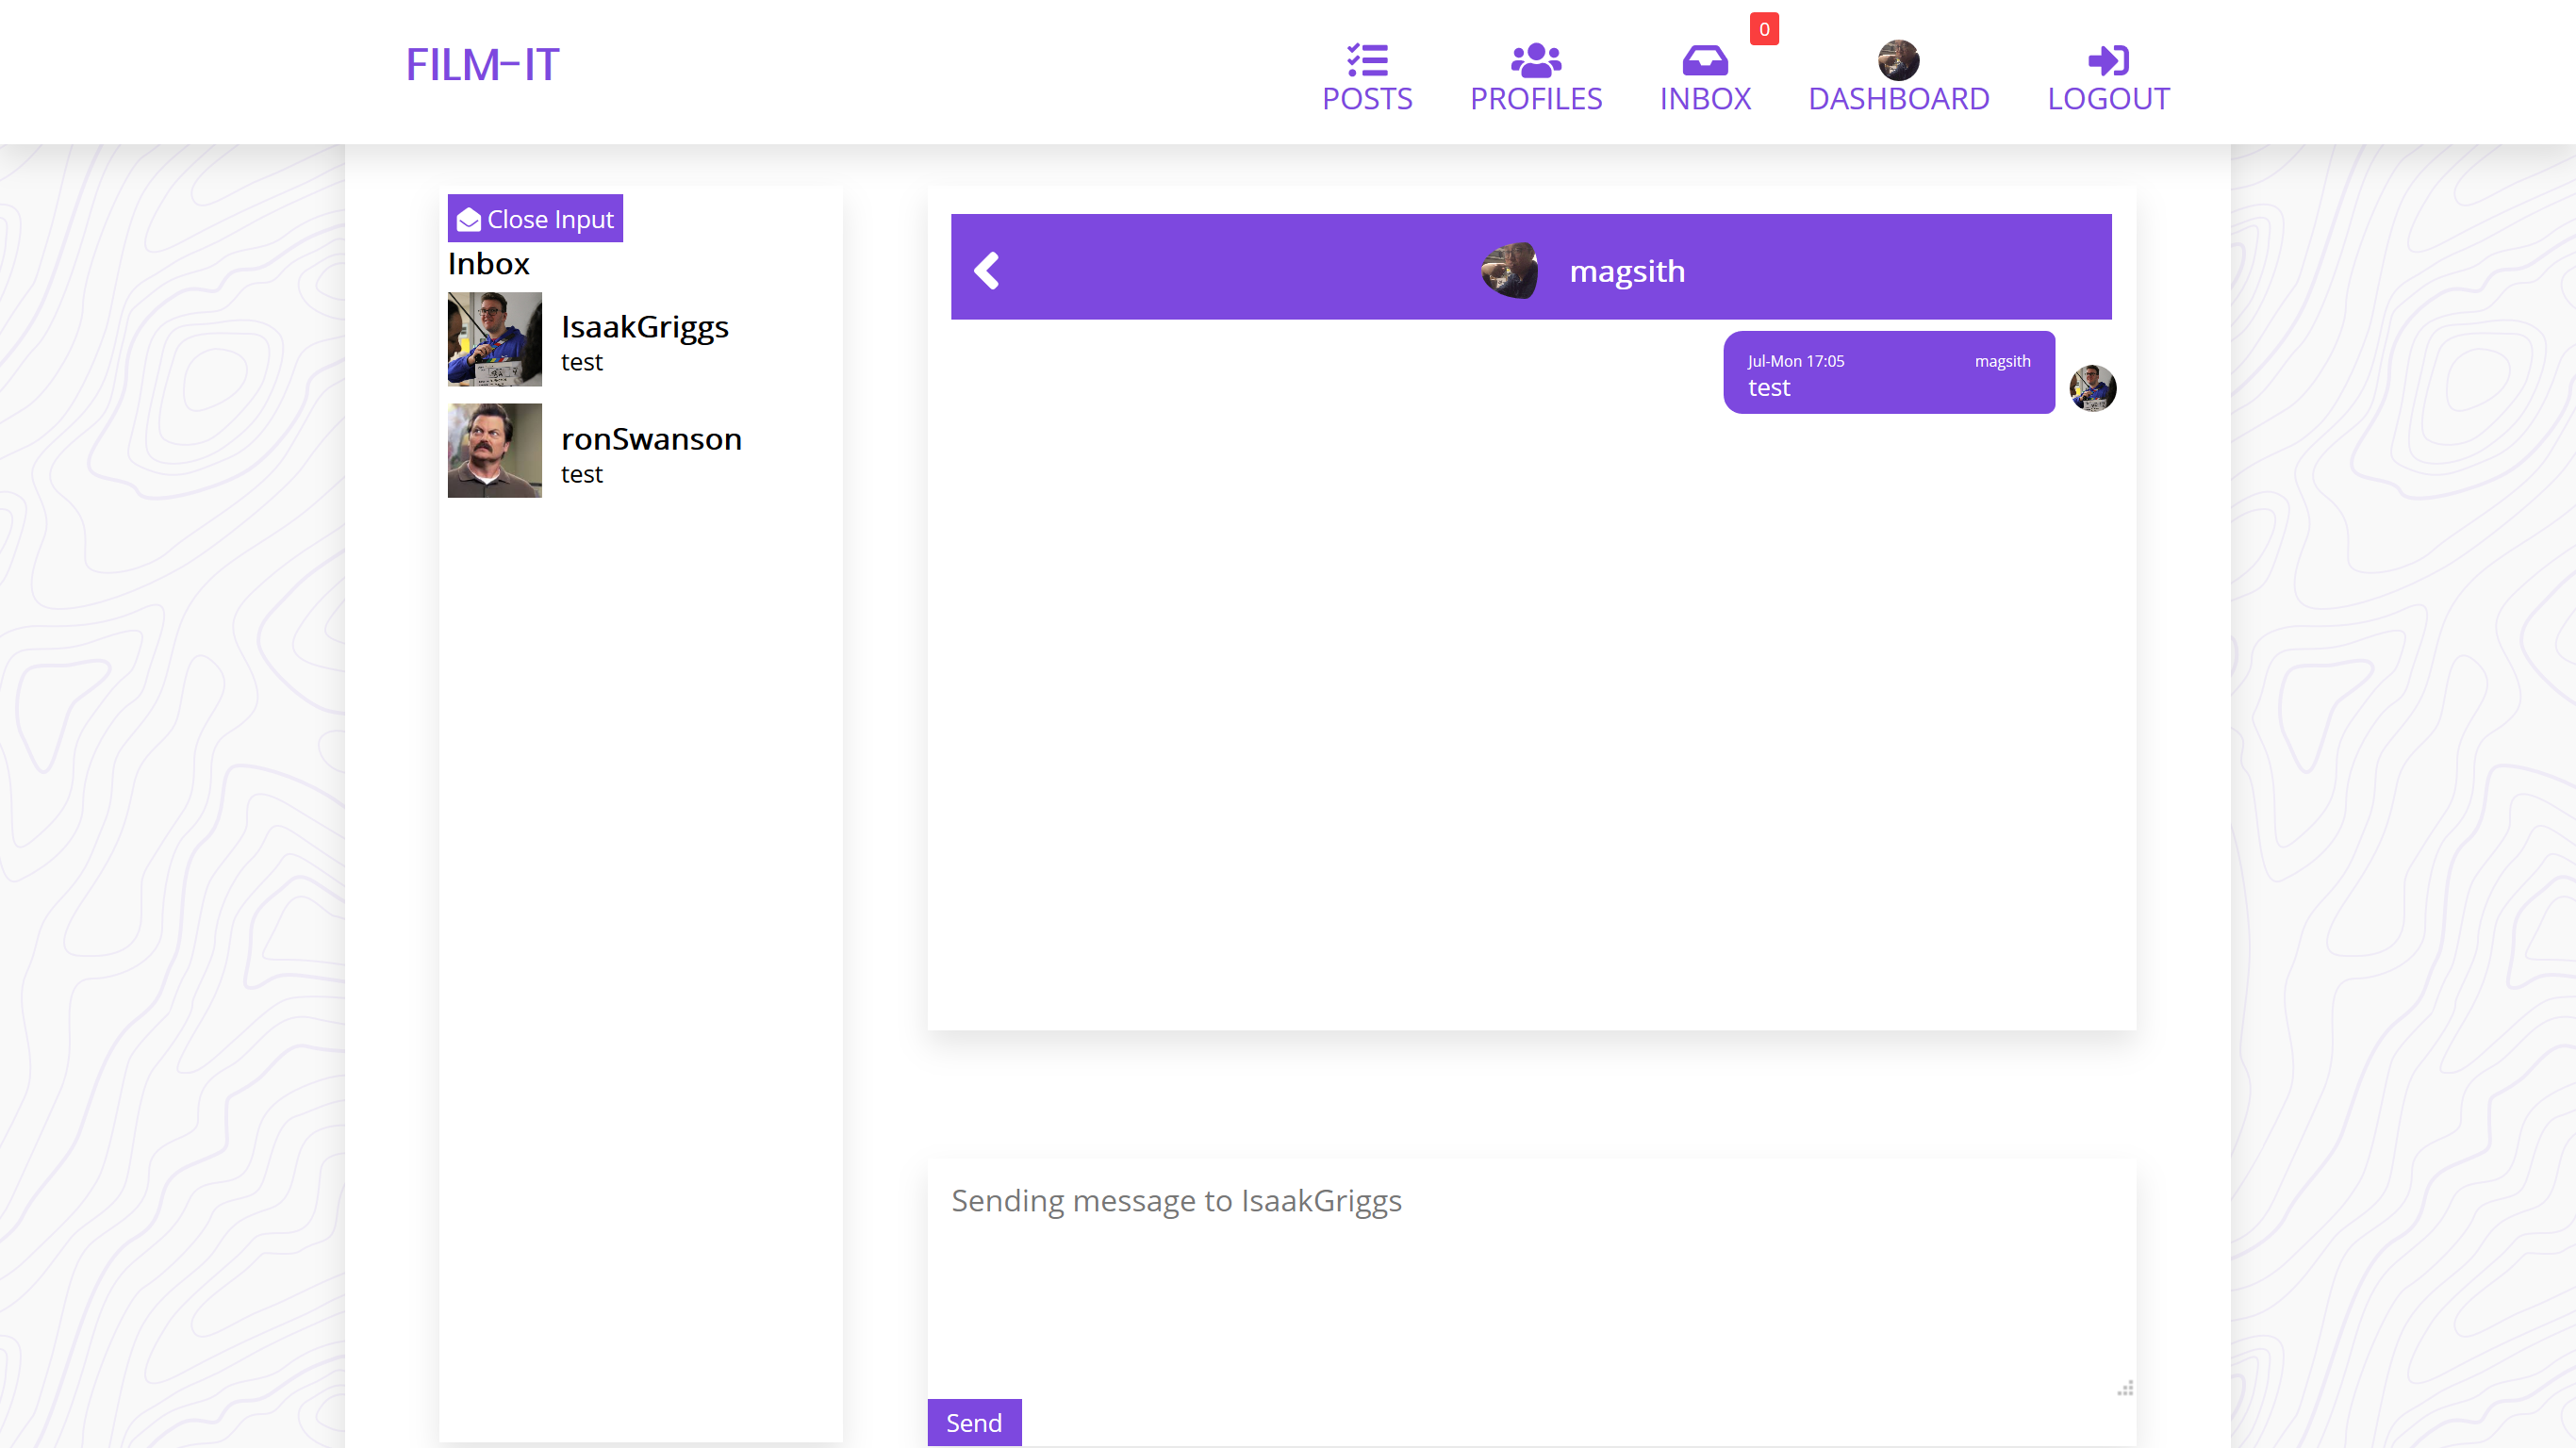 FILM-IT
0
POSTS PROFILES INBOX DASHBOARD LOGOUT
Close Input
Inbox
IsaakGriggs
test
ronSwanson
test
magsith
Jul-Mon 17:05 magsith
test
Sending message to IsaakGriggs
Send